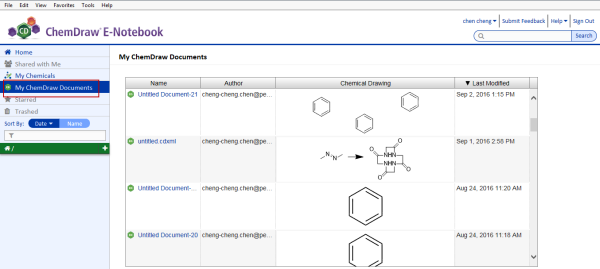 File Edit View Favorites Tools Help
CD ChemDraw E-Notebook
chen cheng Submit Feedback Help Sign Out
Search
Home
Shared with Me
My Chemicals
My ChemDraw Documents
Starred
Trashed
Sort By: Date Name
/ +
My ChemDraw Documents
Name Author Chemical Drawing ▼ Last Modified
Untitled Document-21 cheng-cheng.chen@pe... Sep 2, 2016 1:15 PM
untitled.cdxml cheng-cheng.chen@pe... Sep 1, 2016 2:56 PM
N N O O NH HN NH HN O O
Untitled Document-... cheng-cheng.chen@pe... Aug 24, 2016 11:20 AM
Untitled Document-20 cheng-cheng.chen@pe... Aug 24, 2016 11:18 AM